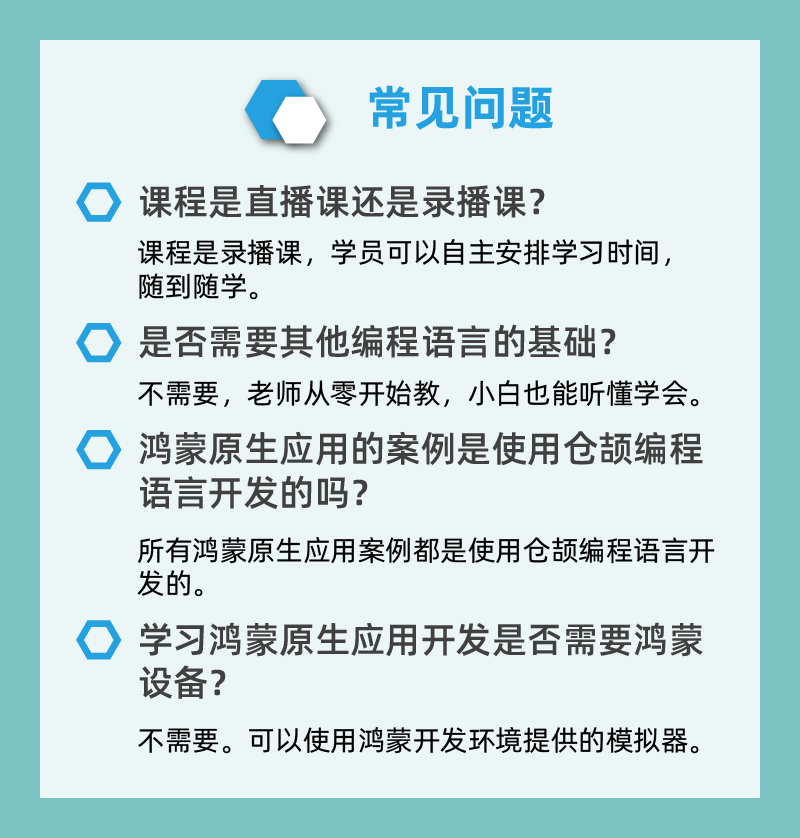 常见问题
课程是直播课还是录播课？
课程是录播课，学员可以自主安排学习时间，
随到随学。
是否需要其他编程语言的基础？
不需要，老师从零开始教，小白也能听懂学会。
鸿蒙原生应用的案例是使用仓颉编程
语言开发的吗？
所有鸿蒙原生应用案例都是使用仓颉编程语言开
发的。
学习鸿蒙原生应用开发是否需要鸿蒙
设备？
不需要。可以使用鸿蒙开发环境提供的模拟器。